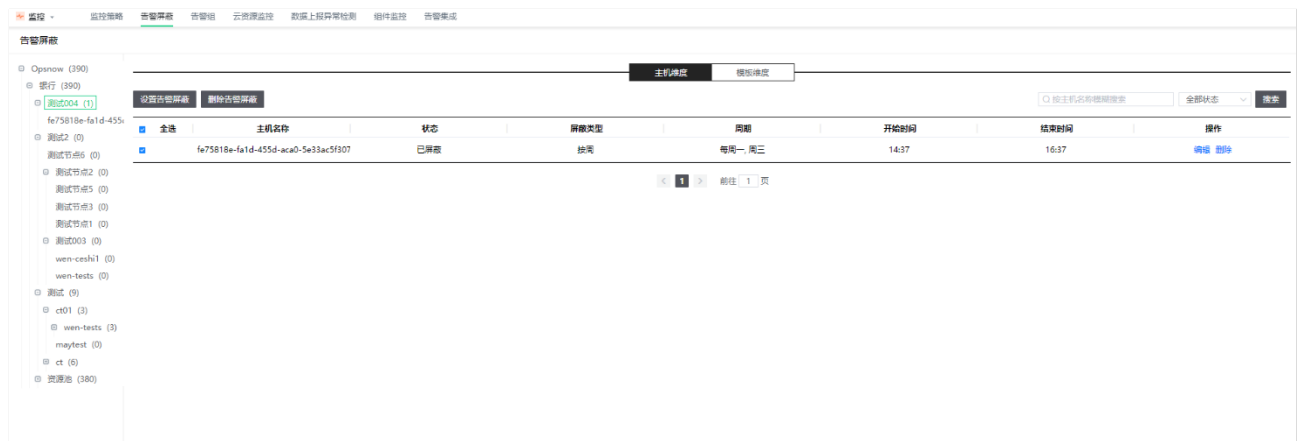 监控 监控策略 告警屏蔽 告警组 云资源监控 数据上报异常检测 组件监控 告警集成
告警屏蔽
Opsnow (390)
银行 (390)
测试004 (1)
fe75818e-fa1d-455
测试2 (0)
测试节点6 (0)
测试节点2 (0)
测试节点5 (0)
测试节点3 (0)
测试节点1 (0)
测试003 (0)
wen-ceshi1 (0)
wen-tests (0)
测试 (9)
ct01 (3)
wen-tests (3)
maytest (0)
ct (6)
资源池 (380)
主机维度 模板维度
设置告警屏蔽 删除告警屏蔽 按主机名称模糊搜索 全部状态 搜索
全选 主机名称 状态 屏蔽类型 周期 开始时间 结束时间 操作
fe75818e-fa1d-455d-aca0-5e33ac5f307 已屏蔽 按周 每周一, 周三 14:37 16:37 编辑 删除
< 1 > 前往 1 页